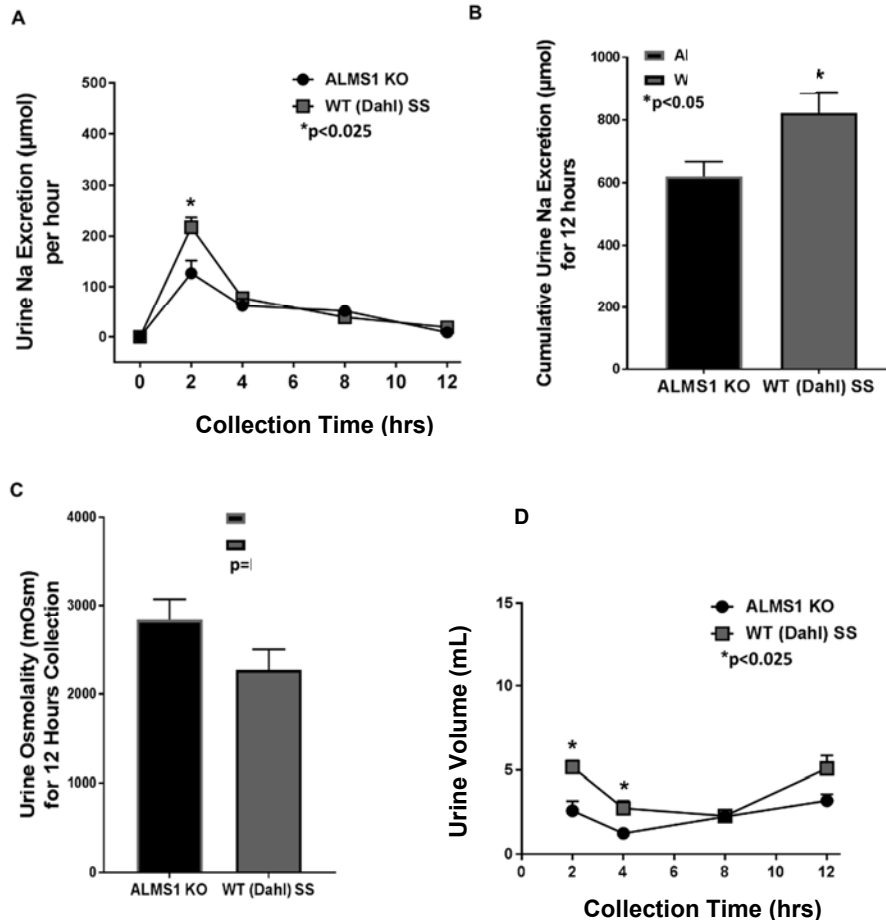 A
Urine Na Excretion (µmol)
per hour
500
400
300
200
100
0
ALMS1 KO
WT (Dahl) SS
*p<0.025
*
0 2 4 6 8 10 12
Collection Time (hrs)
B
Cumulative Urine Na Excretion (µmol)
for 12 hours
1000
800
600
400
200
0
*p<0.05
*
ALMS1 KO WT (Dahl) SS
C
Urine Osmolality (mOsm)
for 12 Hours Collection
4000
3000
2000
1000
0
p=
ALMS1 KO WT (Dahl) SS
D
Urine Volume (mL)
15
10
5
0
ALMS1 KO
WT (Dahl) SS
*p<0.025
*
*
2 4 6 8 10 12
Collection Time (hrs)